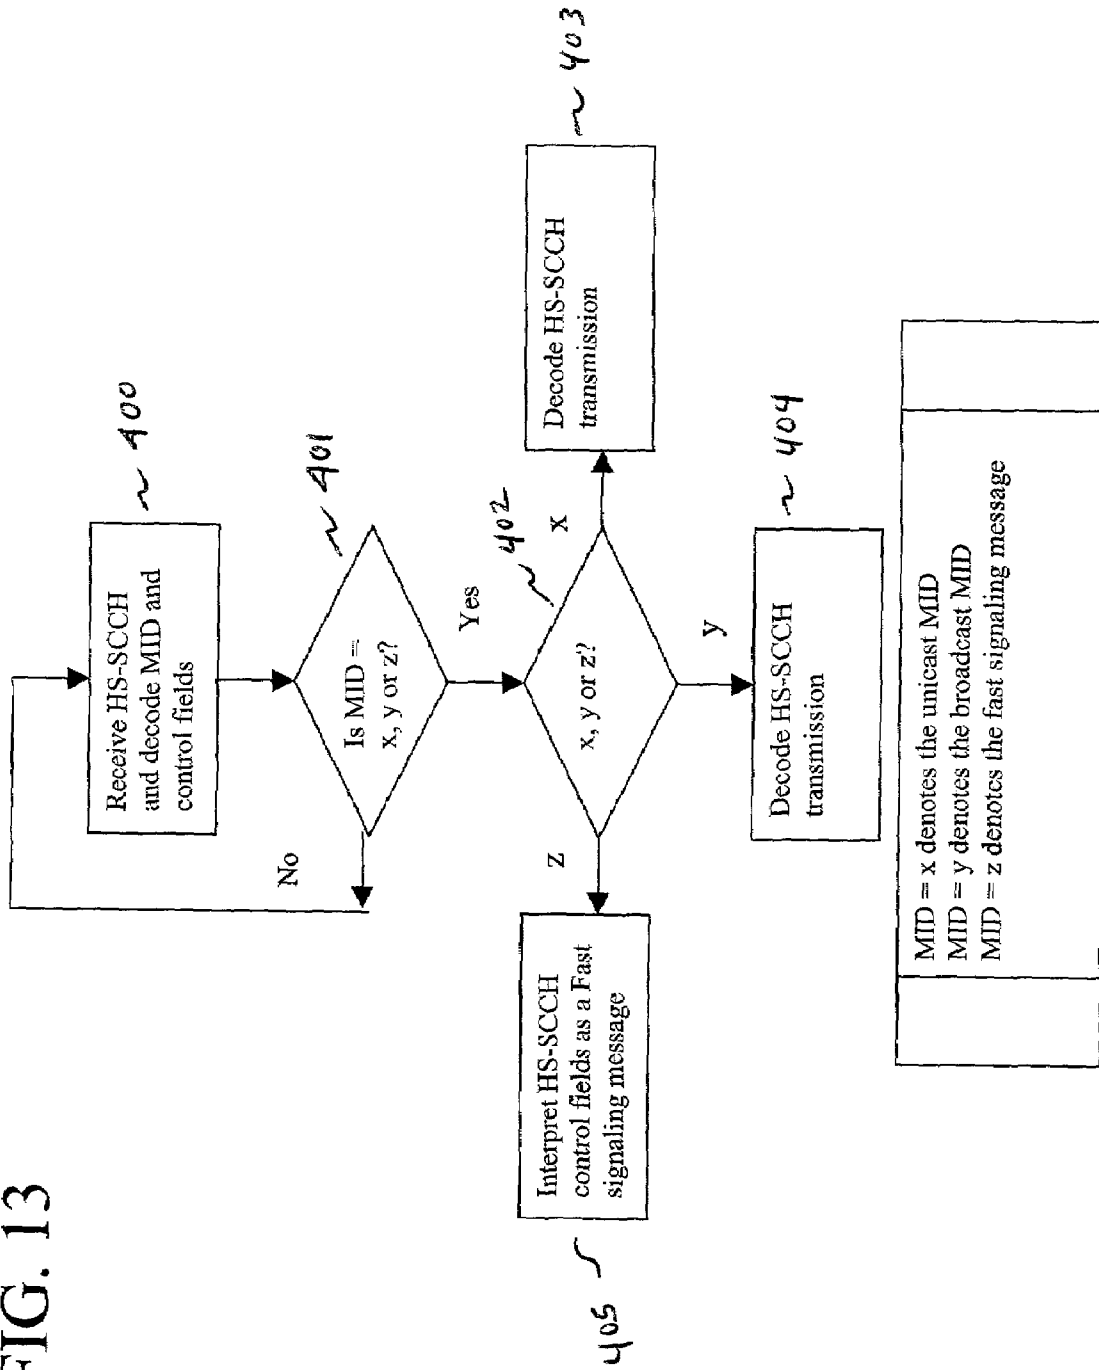 FIG. 13
Receive HS-SCCH
and decode MID and
control fields
~ 400
Is MID =
x, y or z?
~ 401
No
Yes
x, y or z?
~ 402
x
Decode HS-SCCH
transmission
~ 403
y
Decode HS-SCCH
transmission
~ 404
z
Interpret HS-SCCH
control fields as a Fast
signaling message
405 ~
MID = x denotes the unicast MID
MID = y denotes the broadcast MID
MID = z denotes the fast signaling message